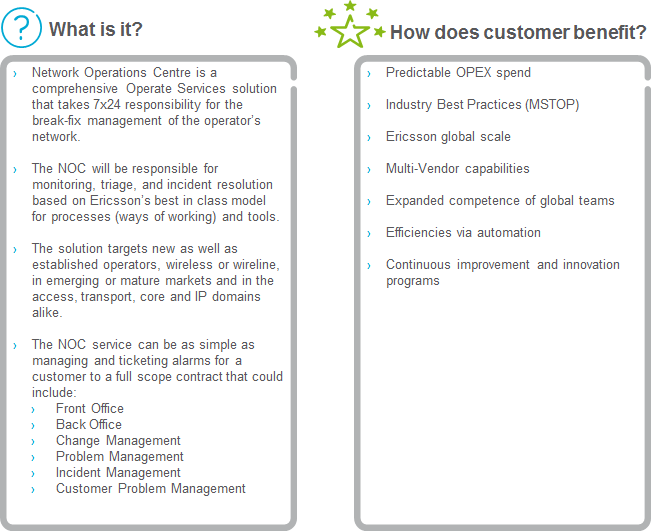 ?
What is it?
› Network Operations Centre is a
comprehensive Operate Services solution
that takes 7x24 responsibility for the
break-fix management of the operator's
network.
› The NOC will be responsible for
monitoring, triage, and incident resolution
based on Ericsson's best in class model
for processes (ways of working) and tools.
› The solution targets new as well as
established operators, wireless or wireline,
in emerging or mature markets and in the
access, transport, core and IP domains
alike.
› The NOC service can be as simple as
managing and ticketing alarms for a
customer to a full scope contract that could
include:
› Front Office
› Back Office
› Change Management
› Problem Management
› Incident Management
› Customer Problem Management
How does customer benefit?
› Predictable OPEX spend
› Industry Best Practices (MSTOP)
› Ericsson global scale
› Multi-Vendor capabilities
› Expanded competence of global teams
› Efficiencies via automation
› Continuous improvement and innovation
programs